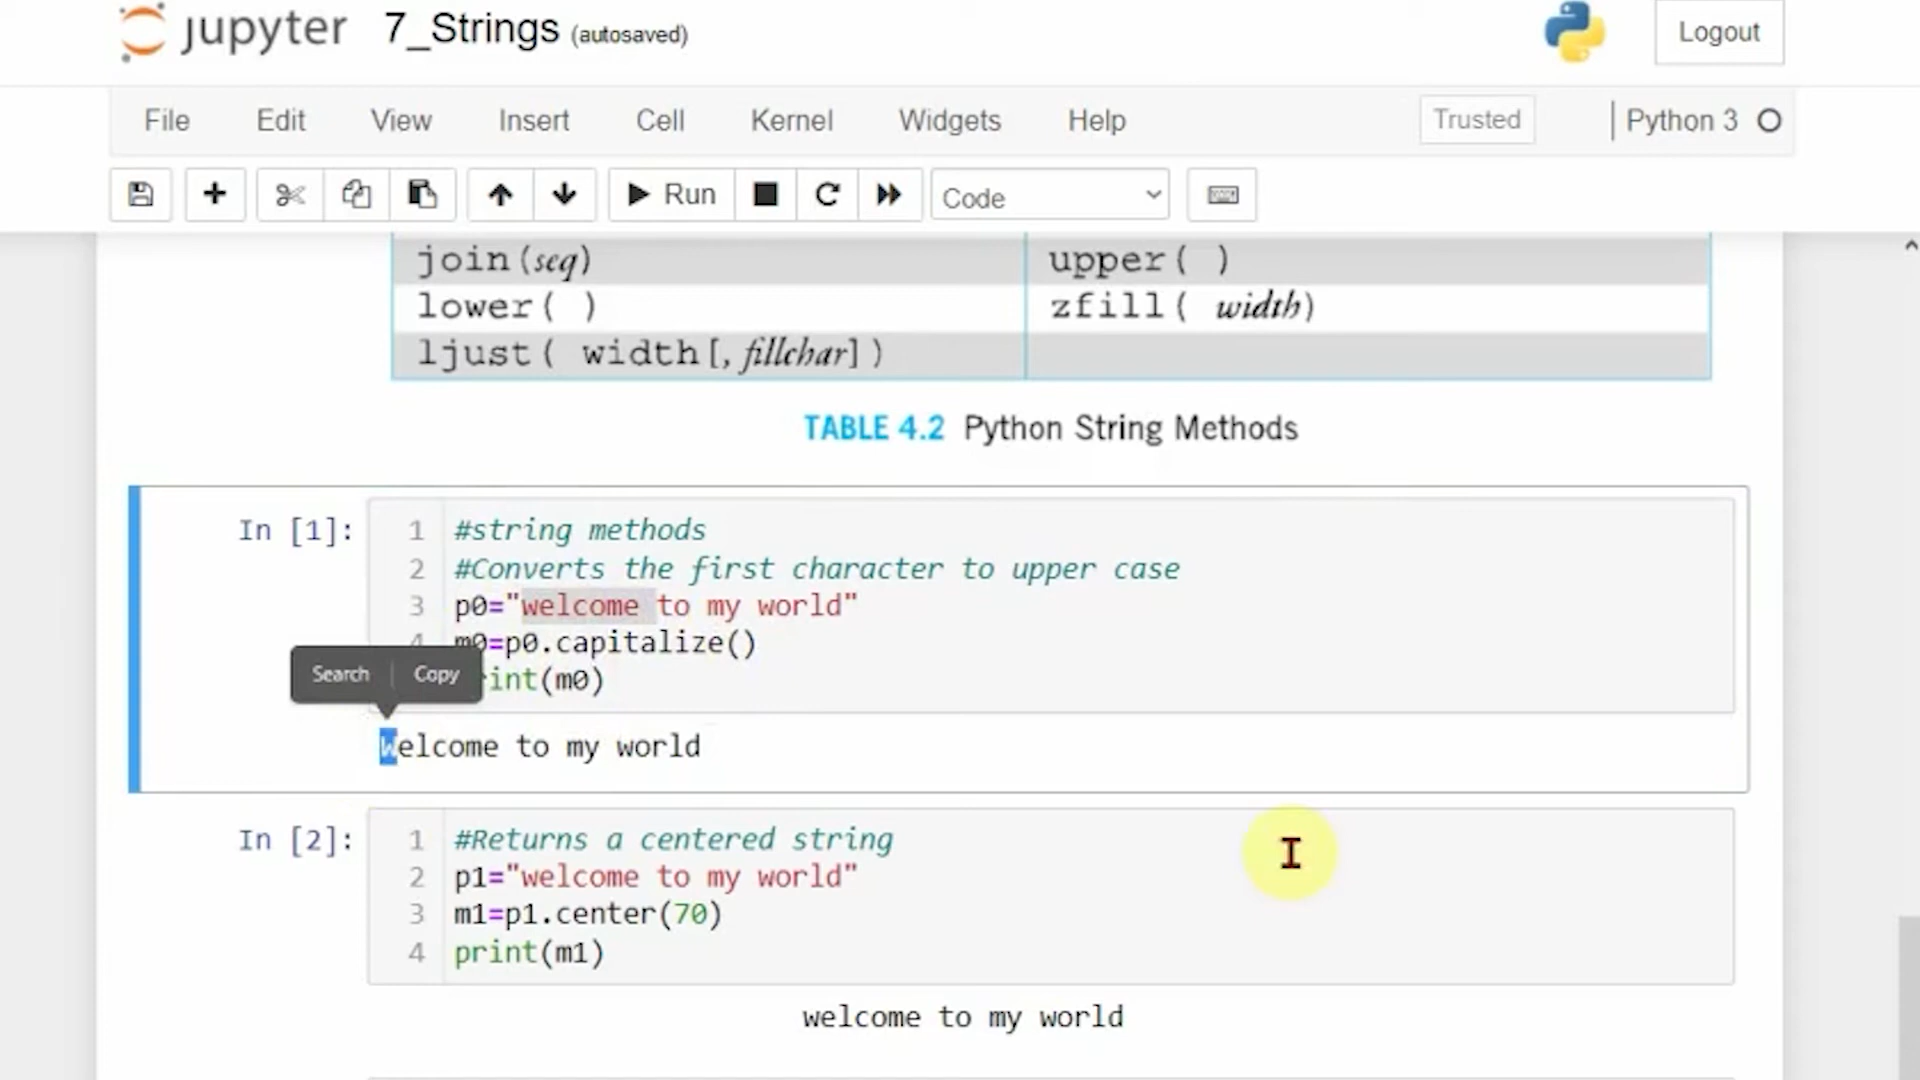 jupyter 7_Strings (autosaved) Logout
File Edit View Insert Cell Kernel Widgets Help Trusted Python 3
Run Code
join(seq) upper( )
lower( ) zfill( width)
ljust( width[, fillchar])
TABLE 4.2 Python String Methods
In [1]:
1 #string methods
2 #Converts the first character to upper case
3 p0="welcome to my world"
4 m0=p0.capitalize()
int(m0)
Search Copy
Welcome to my world
In [2]:
1 #Returns a centered string
2 p1="welcome to my world"
3 m1=p1.center(70)
4 print(m1)
welcome to my world